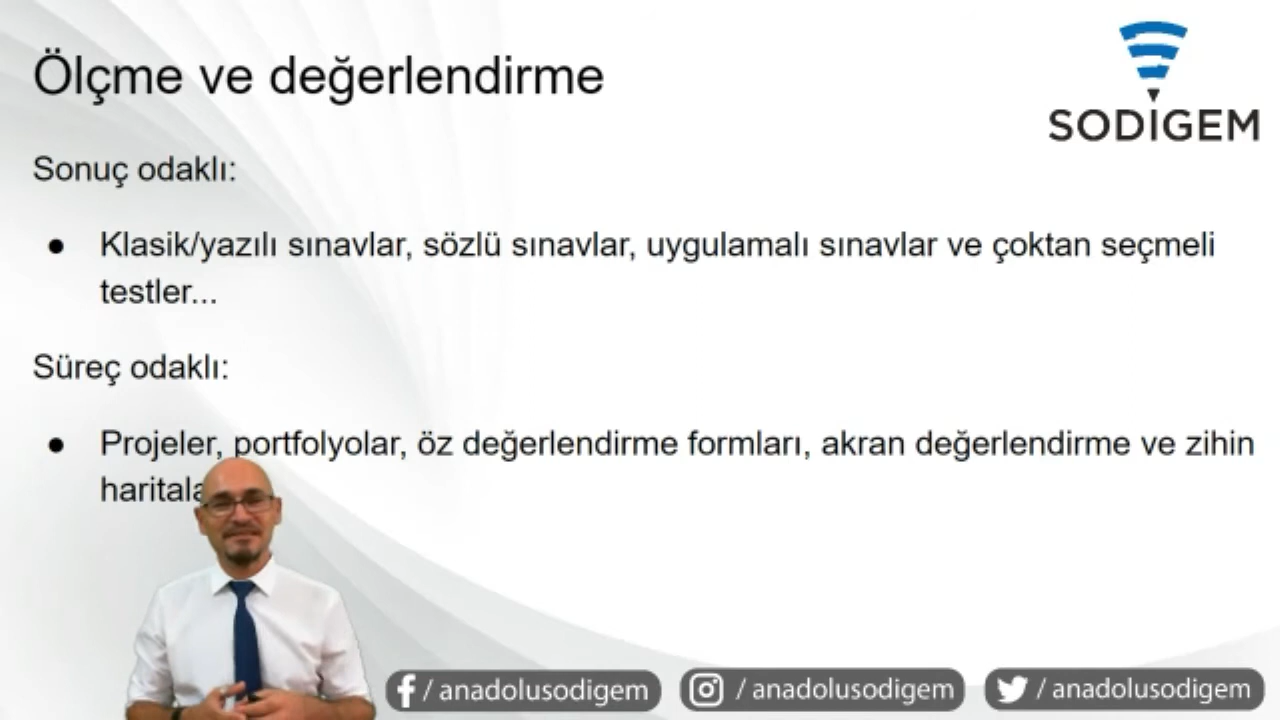 Ölçme ve değerlendirme
SODİGEM
Sonuç odaklı:
● Klasik/yazılı sınavlar, sözlü sınavlar, uygulamalı sınavlar ve çoktan seçmeli
testler...
Süreç odaklı:
● Projeler, portfolyolar, öz değerlendirme formları, akran değerlendirme ve zihin
/ anadolusodigem
/ anadolusodigem
/ anadolusodigem